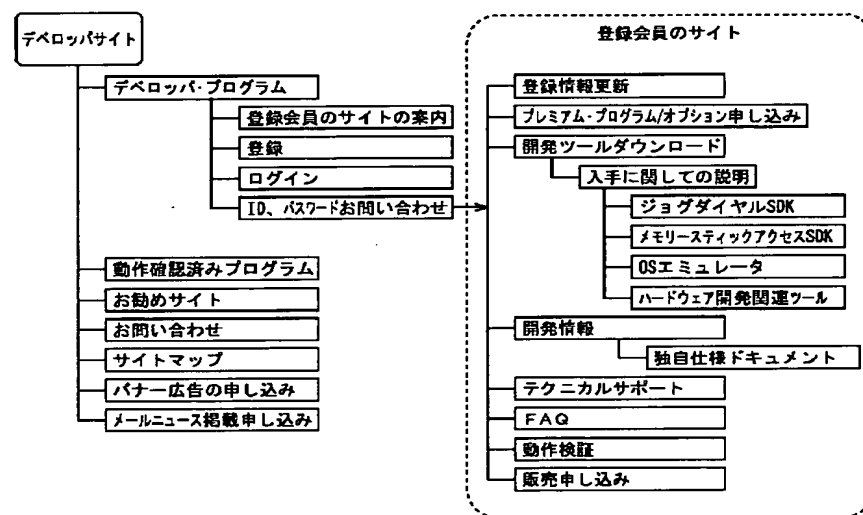 デベロッパサイト
デベロッパ・プログラム
登録会員のサイトの案内
登録
ログイン
ID、パスワードお問い合わせ
動作確認済みプログラム
お勧めサイト
お問い合わせ
サイトマップ
バナー広告の申し込み
メールニュース掲載申し込み
登録会員のサイト
登録情報更新
プレミアム・プログラム/オプション申し込み
開発ツールダウンロード
入手に関しての説明
ジョグダイヤルSDK
メモリースティックアクセスSDK
OSエミュレータ
ハードウェア開発関連ツール
開発情報
独自仕様ドキュメント
テクニカルサポート
FAQ
動作検証
販売申し込み